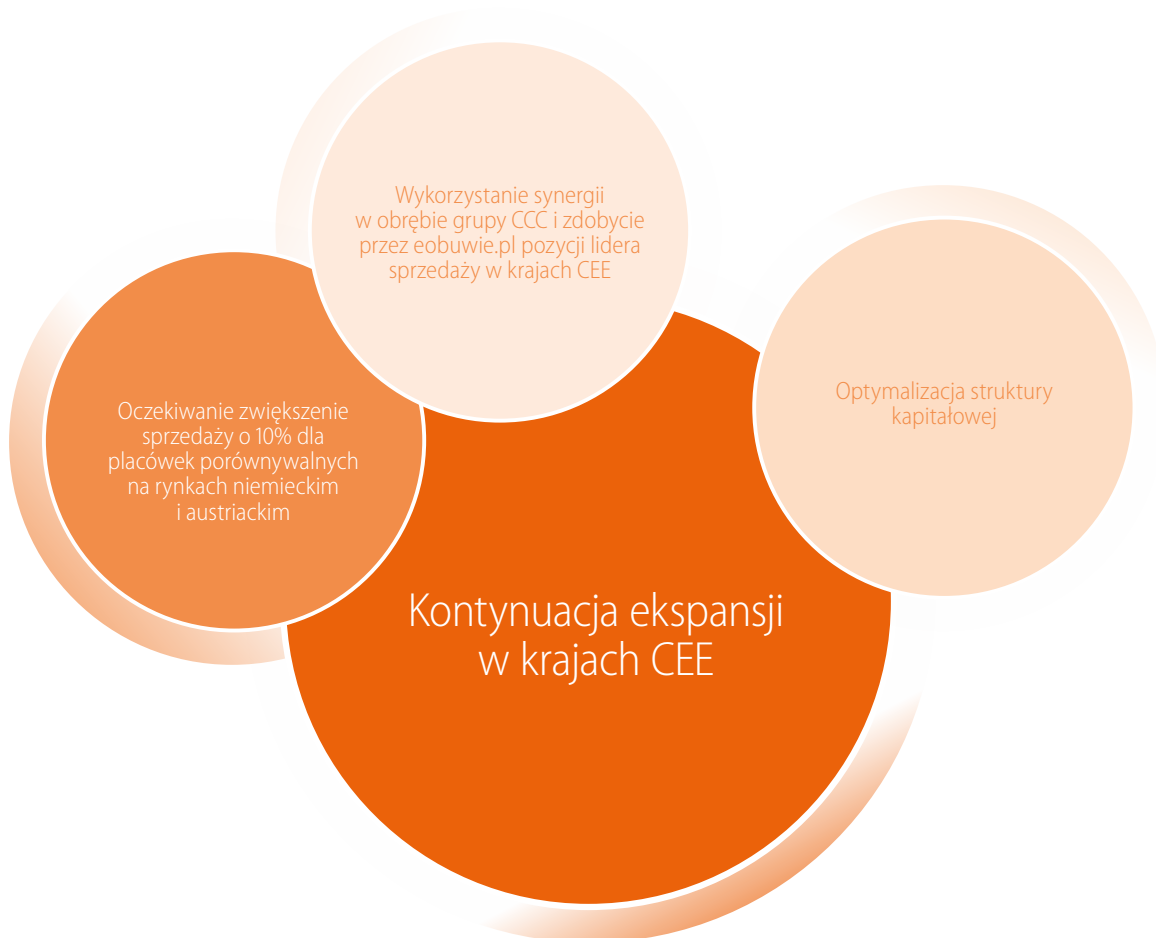 Wykorzystanie synergii
w obrębie grupy CCC i zdobycie
przez eobuwie.pl pozycji lidera
sprzedaży w krajach CEE
Optymalizacja struktury
kapitałowej
Oczekiwanie zwiększenie
sprzedaży o 10% dla
placówek porównywalnych
na rynkach niemieckim
i austriackim
Kontynuacja ekspansji
w krajach CEE